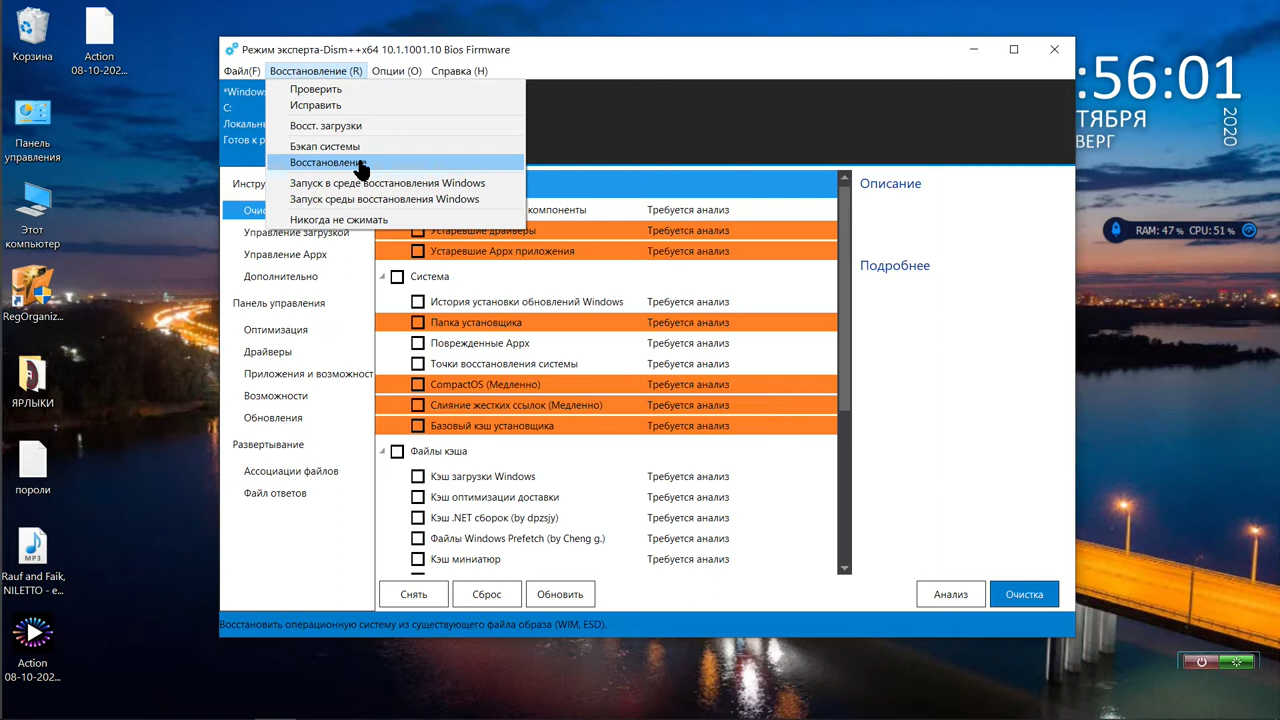 Корзина
Action
08-10-202...
Панель
управления
Этот
компьютер
RegOrganiz...
ЯРЛЫКИ
пороли
MP3
Rauf and Faik,
NILETTO - e...
Action
08-10-202...
Режим эксперта-Dism++x64 10.1.1001.10 Bios Firmware
Файл(F)
Восстановление (R)
Опции (O)
Справка (H)
*Window
C:
Локальн
Готов к р
Проверить
Исправить
Восст. загрузки
Бэкап системы
Восстановление
Запуск в среде восстановления Windows
Запуск среды восстановления Windows
Никогда не сжимать
Инстру
Очис
Управление загрузкой
Управление Appx
Дополнительно
Панель управления
Оптимизация
Драйверы
Приложения и возможност
Возможности
Обновления
Развертывание
Ассоциации файлов
Файл ответов
компоненты Требуется анализ
Устаревшие драйверы
Устаревшие Appx приложения Требуется анализ
Система
История установки обновлений Windows Требуется анализ
Папка установщика Требуется анализ
Поврежденные Appx Требуется анализ
Точки восстановления системы Требуется анализ
CompactOS (Медленно) Требуется анализ
Слияние жестких ссылок (Медленно) Требуется анализ
Базовый кэш установщика Требуется анализ
Файлы кэша
Кэш загрузки Windows Требуется анализ
Кэш оптимизации доставки Требуется анализ
Кэш .NET сборок (by dpzsjy) Требуется анализ
Файлы Windows Prefetch (by Cheng g.) Требуется анализ
Кэш миниатюр Требуется анализ
Снять
Сброс
Обновить
Анализ
Очистка
Описание
Подробнее
Восстановить операционную систему из существующего файла образа (WIM, ESD).
:56:01
ТЯБРЯ
ВЕРГ
2020
RAM: 47 % CPU: 51 %